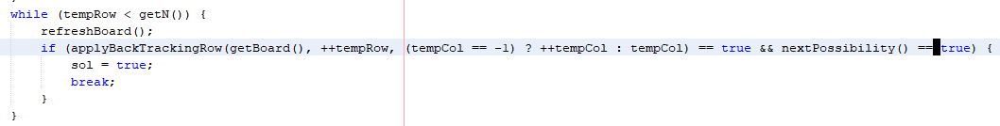 while (tempRow < getN()) {
refreshBoard();
if (applyBackTrackingRow(getBoard(), ++tempRow, (tempCol == -1) ? ++tempCol : tempCol) == true && nextPossibility() == true) {
sol = true;
break;
}
}